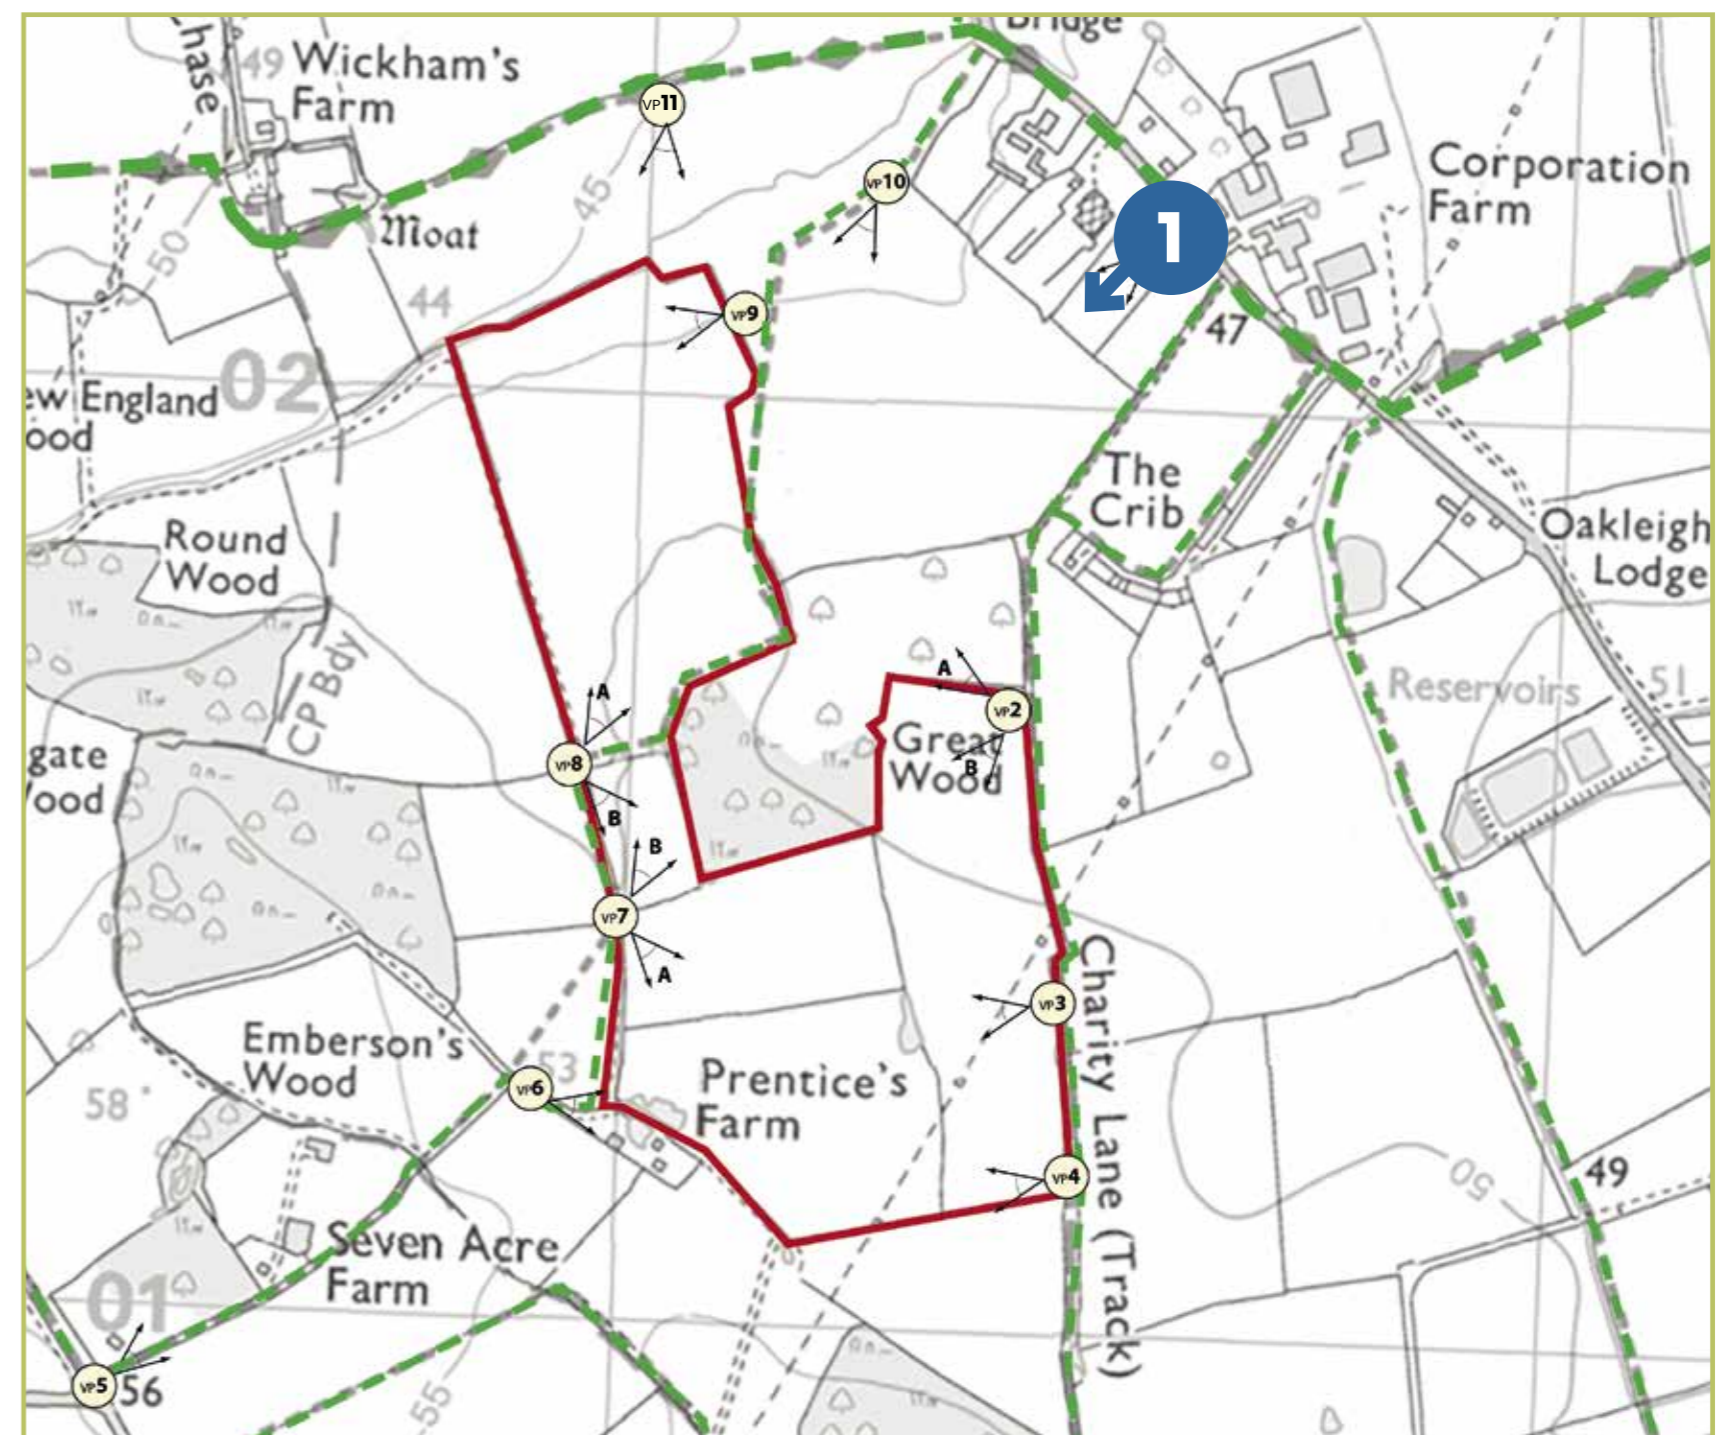 Bridge
hase
49
Wickham's
Farm
VP11
45
VP10
Corporation
Farm
Moat
50
1
44
VP9
47
02
ew England
ood
The
Crib
Oakleigh
Lodge
Round
Wood
CP Bdy
Reservoirs
51
A
VP2
A
VP8
Great
Wood
B
gate
ood
B
B
VP7
A
Charity Lane (Track)
VP3
Emberson's
Wood
53
VP6
58
Prentice's
Farm
VP4
50
49
Seven Acre
Farm
01
VP5
56
55